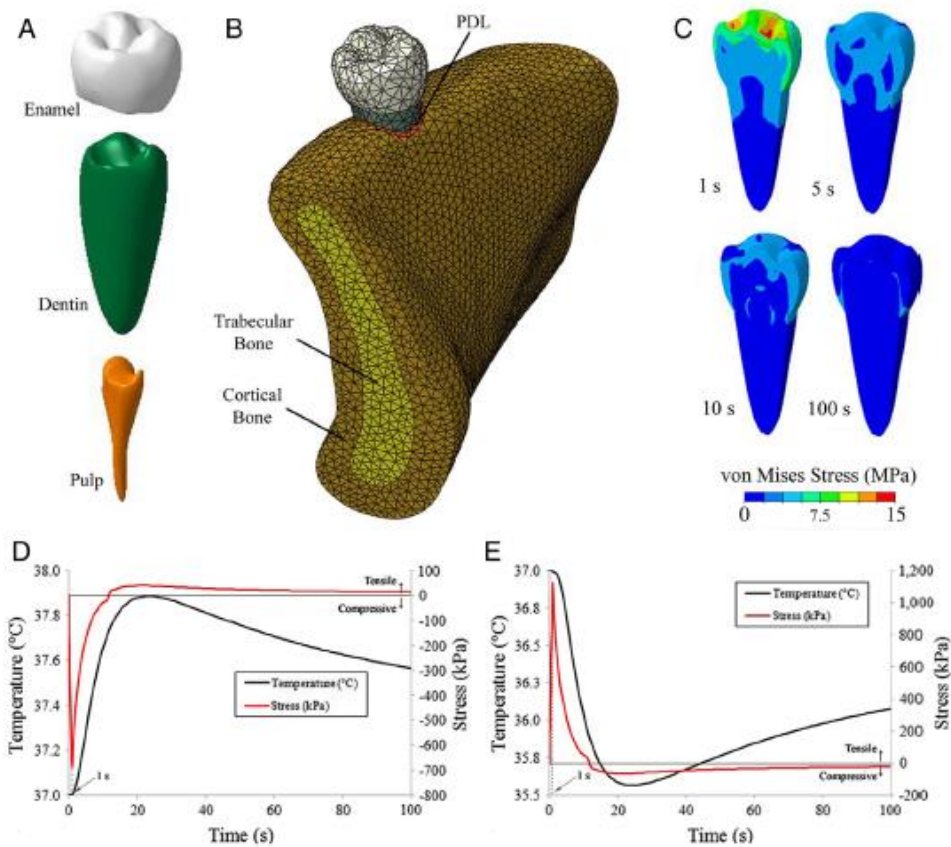 A
Enamel
Dentin
Pulp
B
PDL
Trabecular
Bone
Cortical
Bone
C
1 s
5 s
10 s
100 s
von Mises Stress (MPa)
0 7.5 15
D
Temperature (°C)
38.0
37.8
37.6
37.4
37.2
37.0
Tensile
Compressive
Temperature (°C)
Stress (kPa)
1 s
100
0
-100
-200
-300
-400
-500
-600
-700
-800
Stress (kPa)
0 20 40 60 80 100
Time (s)
E
Temperature (°C)
37.0
36.8
36.5
36.3
36.0
35.8
35.5
Temperature (°C)
Stress (kPa)
Tensile
Compressive
1 s
1,200
1,000
800
600
400
200
0
-200
Stress (kPa)
0 20 40 60 80 100
Time (s)